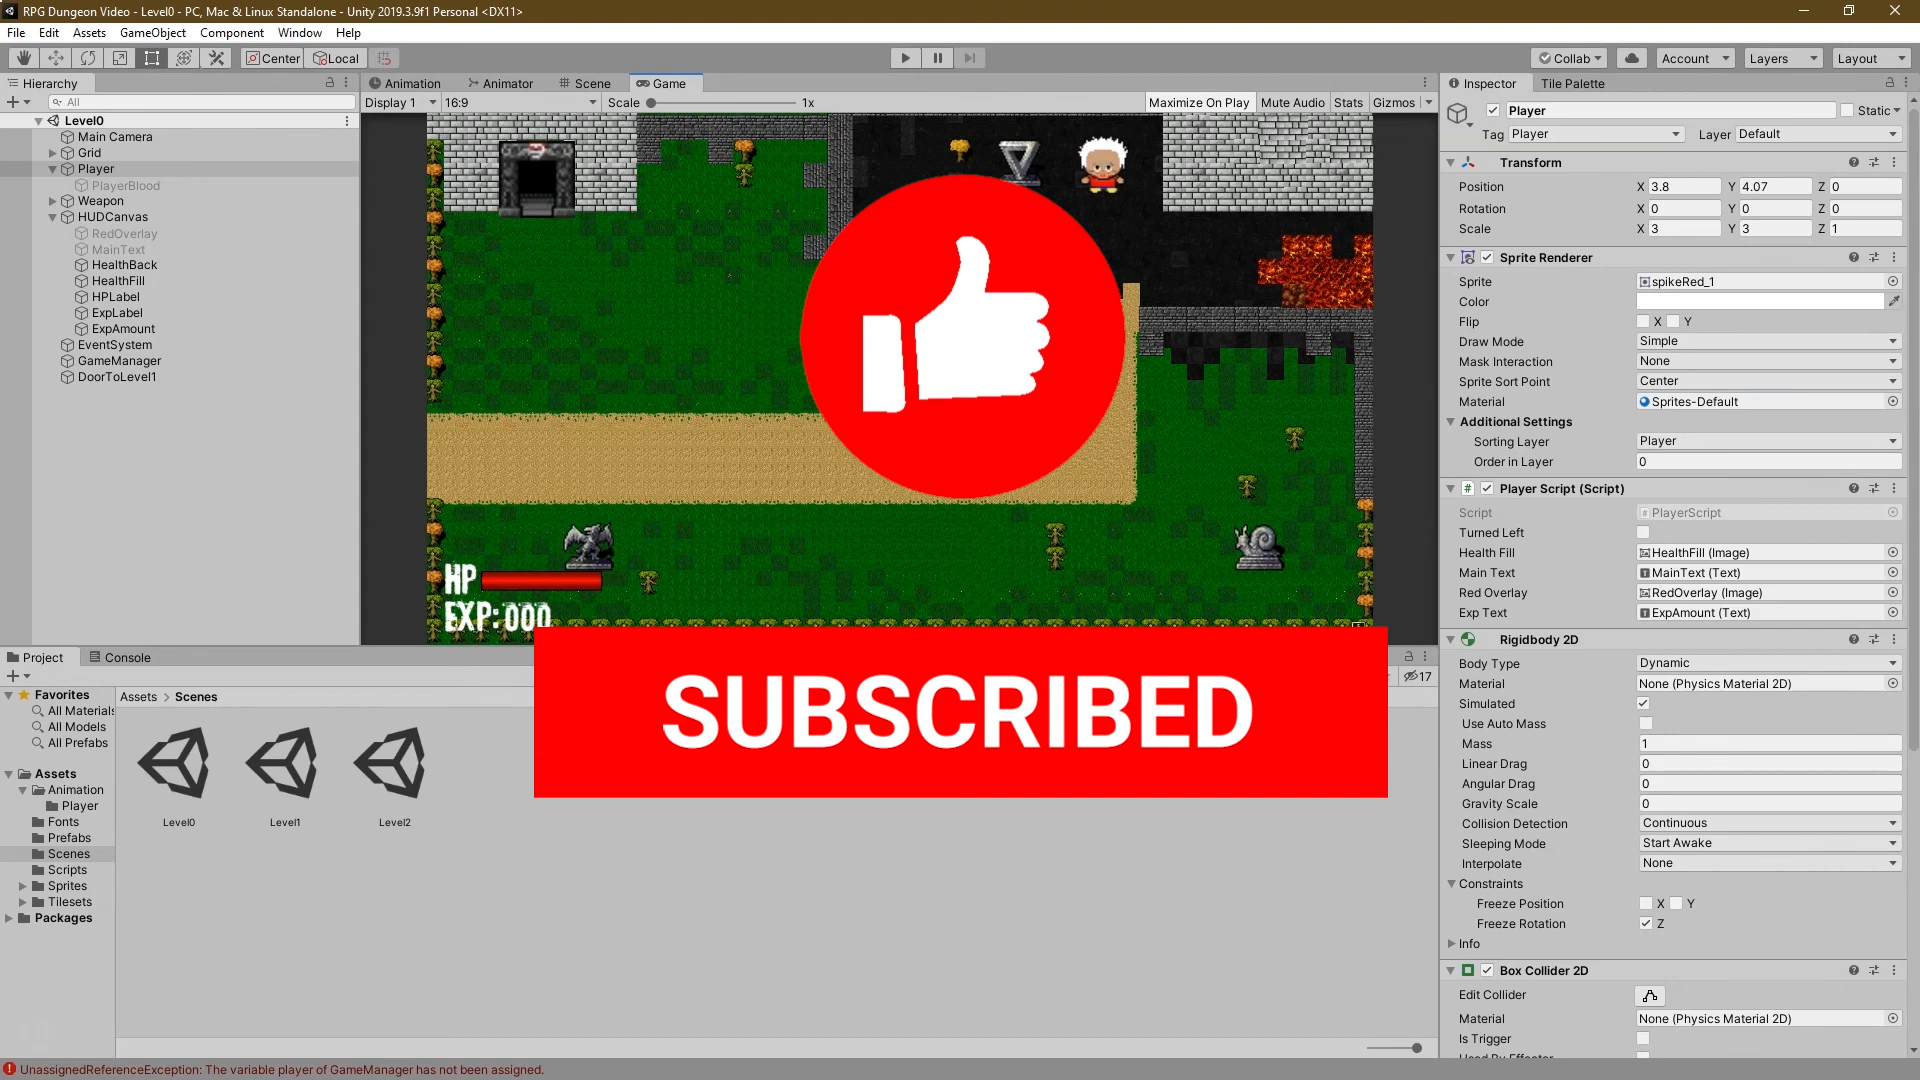 RPG Dungeon Video - Level0 - PC, Mac & Linux Standalone - Unity 2019.3.9f1 Personal <DX11>
File Edit Assets GameObject Component Window Help
Center Local Collab Account Layers Layout
Hierarchy
All
Level0
Main Camera
Grid
Player
PlayerBlood
Weapon
HUDCanvas
RedOverlay
MainText
HealthBack
HealthFill
HPLabel
ExpLabel
ExpAmount
EventSystem
GameManager
DoorToLevel1
Animation Animator Scene Game
Display 1 16:9 Scale 1x Maximize On Play Mute Audio Stats Gizmos
HP
EXP:000
SUBSCRIBED
Project Console
17
Favorites
All Materials
All Models
All Prefabs
Assets
Animation
Player
Fonts
Prefabs
Scenes
Scripts
Sprites
Tilesets
Packages
Assets > Scenes
Level0 Level1 Level2
Inspector Tile Palette
Player Static
Tag Player Layer Default
Transform
Position X 3.8 Y 4.07 Z 0
Rotation X 0 Y 0 Z 0
Scale X 3 Y 3 Z 1
Sprite Renderer
Sprite spikeRed_1
Color
Flip X Y
Draw Mode Simple
Mask Interaction None
Sprite Sort Point Center
Material Sprites-Default
Additional Settings
Sorting Layer Player
Order in Layer 0
Player Script (Script)
Script PlayerScript
Turned Left
Health Fill HealthFill (Image)
Main Text MainText (Text)
Red Overlay RedOverlay (Image)
Exp Text ExpAmount (Text)
Rigidbody 2D
Body Type Dynamic
Material None (Physics Material 2D)
Simulated
Use Auto Mass
Mass 1
Linear Drag 0
Angular Drag 0
Gravity Scale 0
Collision Detection Continuous
Sleeping Mode Start Awake
Interpolate None
Constraints
Freeze Position X Y
Freeze Rotation Z
Info
Box Collider 2D
Edit Collider
Material None (Physics Material 2D)
Is Trigger
UnassignedReferenceException: The variable player of GameManager has not been assigned.